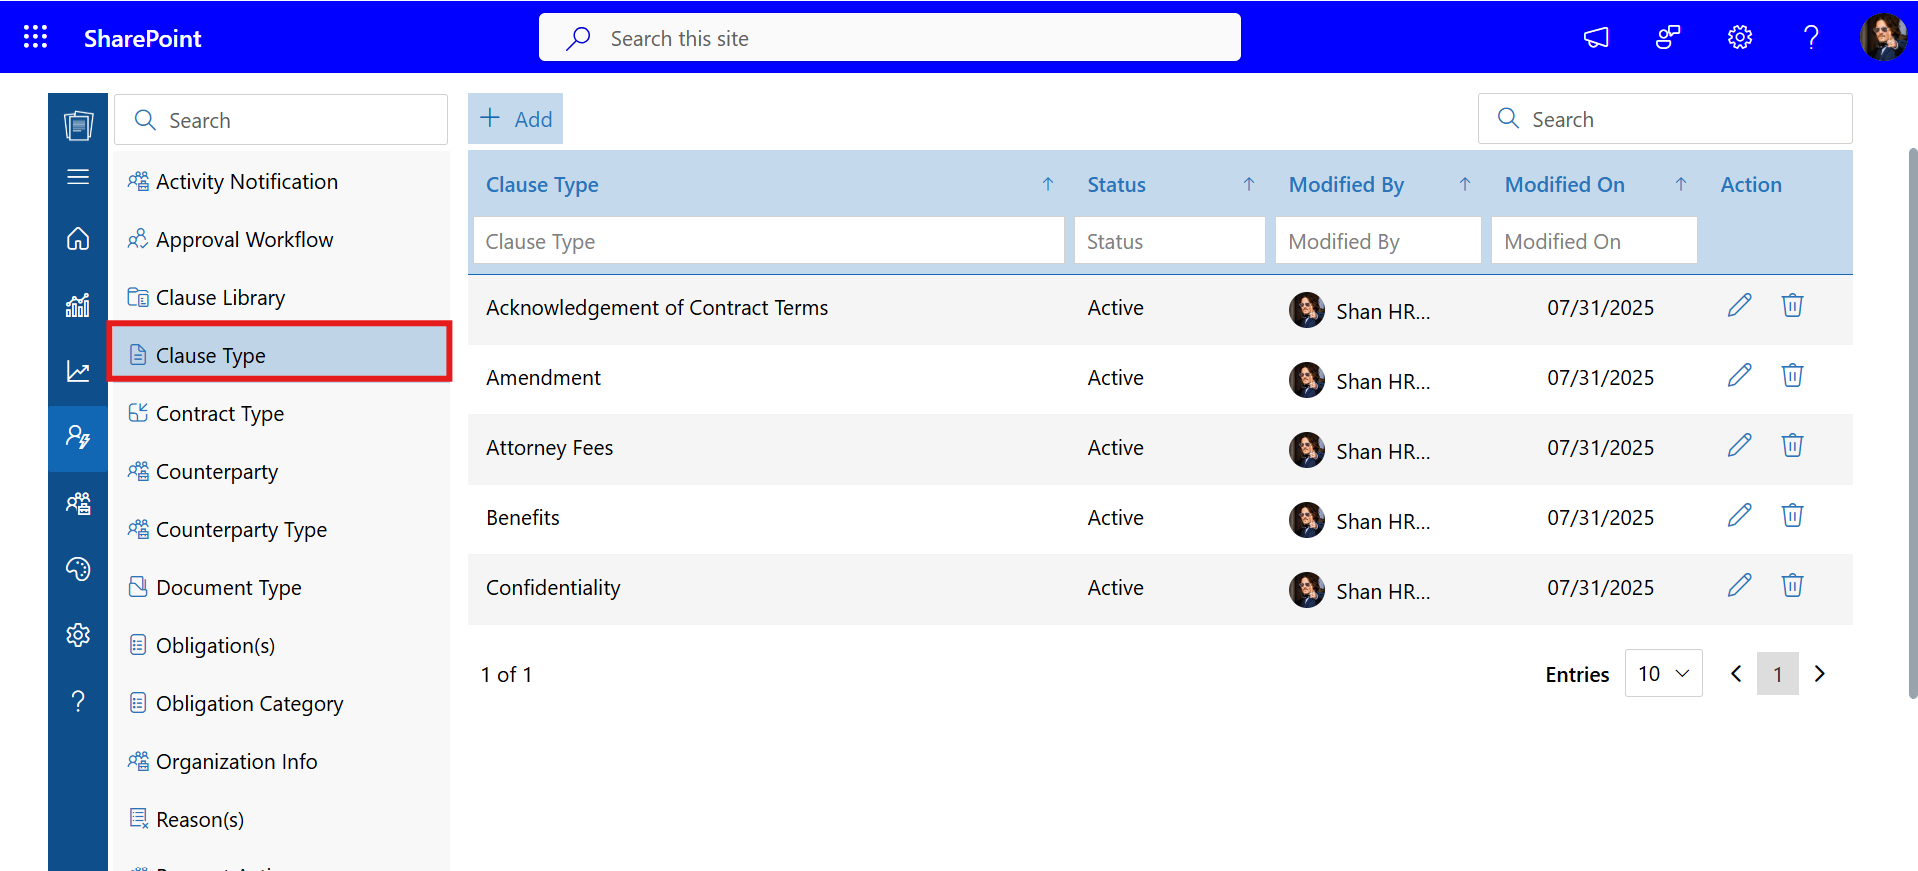 SharePoint
Search this site
Search
Activity Notification
Approval Workflow
Clause Library
Clause Type
Contract Type
Counterparty
Counterparty Type
Document Type
Obligation(s)
Obligation Category
Organization Info
Reason(s)
Add
Search
Clause Type Status Modified By Modified On Action
Clause Type Status Modified By Modified On
Acknowledgement of Contract Terms Active Shan HR... 07/31/2025
Amendment Active Shan HR... 07/31/2025
Attorney Fees Active Shan HR... 07/31/2025
Benefits Active Shan HR... 07/31/2025
Confidentiality Active Shan HR... 07/31/2025
1 of 1 Entries 10 1